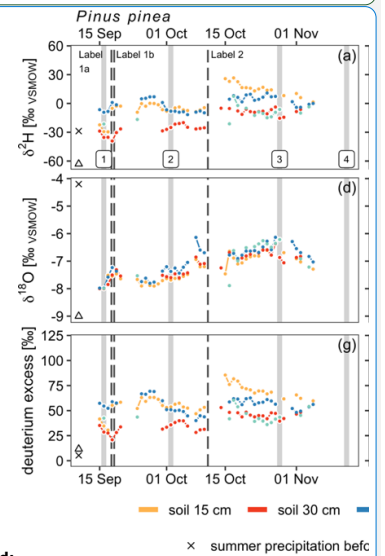 Pinus pinea
15 Sep 01 Oct 15 Oct 01 Nov
Label 1a Label 1b Label 2 (a)
60
30
0
-30
-60
δ²H [‰ VSMOW]
1 2 3 4
(d)
-4
-5
-6
-7
-8
-9
δ¹⁸O [‰ VSMOW]
(g)
125
100
75
50
25
0
deuterium excess [‰]
15 Sep 01 Oct 15 Oct 01 Nov
soil 15 cm soil 30 cm
× summer precipitation befo